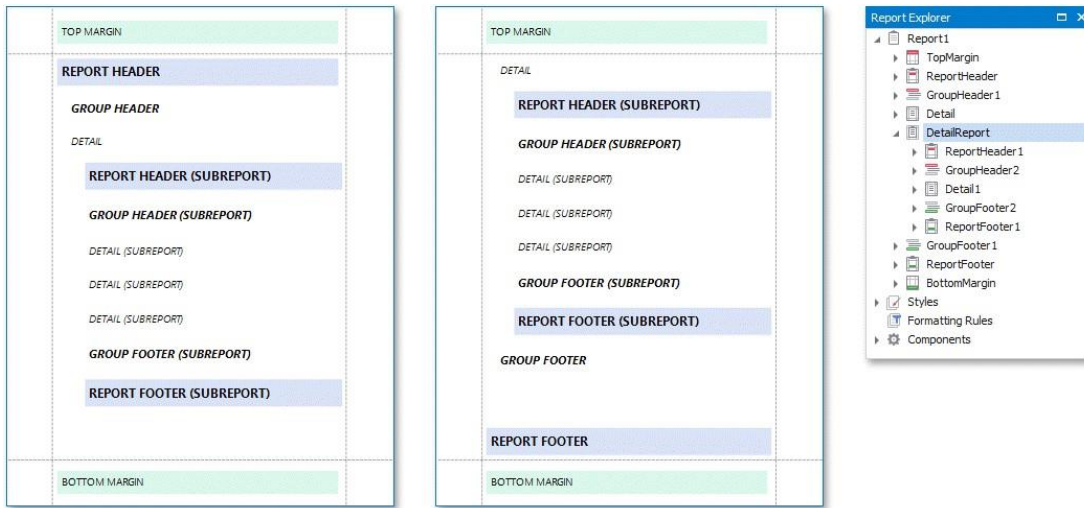 TOP MARGIN
REPORT HEADER
GROUP HEADER
DETAIL
REPORT HEADER (SUBREPORT)
GROUP HEADER (SUBREPORT)
DETAIL (SUBREPORT)
DETAIL (SUBREPORT)
DETAIL (SUBREPORT)
GROUP FOOTER (SUBREPORT)
REPORT FOOTER (SUBREPORT)
BOTTOM MARGIN
TOP MARGIN
DETAIL
REPORT HEADER (SUBREPORT)
GROUP HEADER (SUBREPORT)
DETAIL (SUBREPORT)
DETAIL (SUBREPORT)
DETAIL (SUBREPORT)
GROUP FOOTER (SUBREPORT)
REPORT FOOTER (SUBREPORT)
GROUP FOOTER
REPORT FOOTER
BOTTOM MARGIN
Report Explorer
Report1
TopMargin
ReportHeader
GroupHeader1
Detail
DetailReport
ReportHeader1
GroupHeader2
Detail1
GroupFooter2
ReportFooter1
GroupFooter1
ReportFooter
BottomMargin
Styles
Formatting Rules
Components